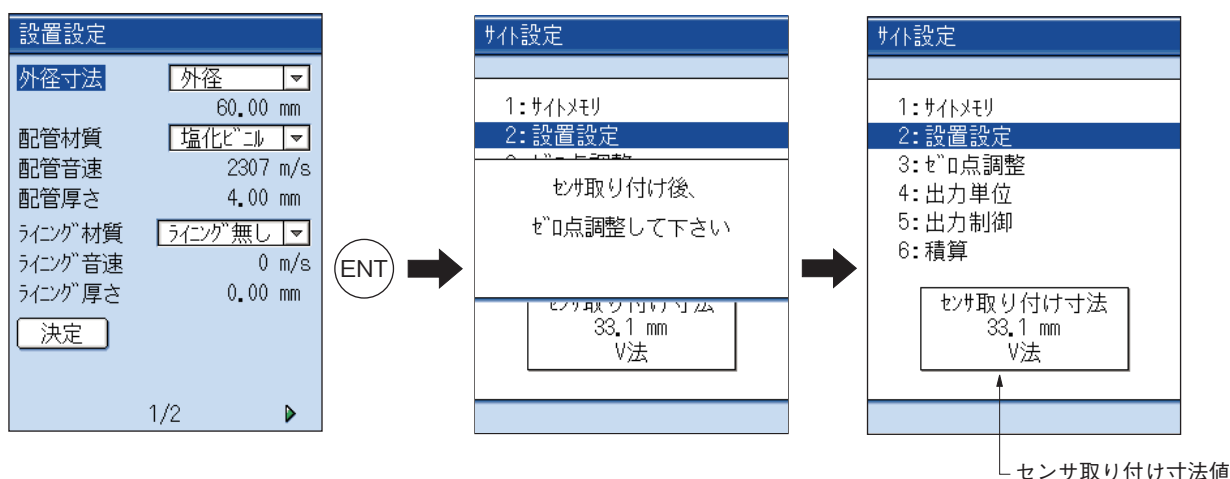 設置設定
外径寸法 外径
60.00 mm
配管材質 塩化ﾋﾞﾆﾙ
配管音速 2307 m/s
配管厚さ 4.00 mm
ﾗｲﾆﾝｸﾞ材質 ﾗｲﾆﾝｸﾞ無し
ﾗｲﾆﾝｸﾞ音速 0 m/s
ﾗｲﾆﾝｸﾞ厚さ 0.00 mm
決定
1/2
ENT
ｻｲﾄ設定
1:ｻｲﾄﾒﾓﾘ
2:設置設定
ｾﾝｻ取り付け後、
ｾﾞﾛ点調整して下さい
ｾﾝｻ取り付け寸法
33.1 mm
V法
ｻｲﾄ設定
1:ｻｲﾄﾒﾓﾘ
2:設置設定
3:ｾﾞﾛ点調整
4:出力単位
5:出力制御
6:積算
ｾﾝｻ取り付け寸法
33.1 mm
V法
センサ取り付け寸法値